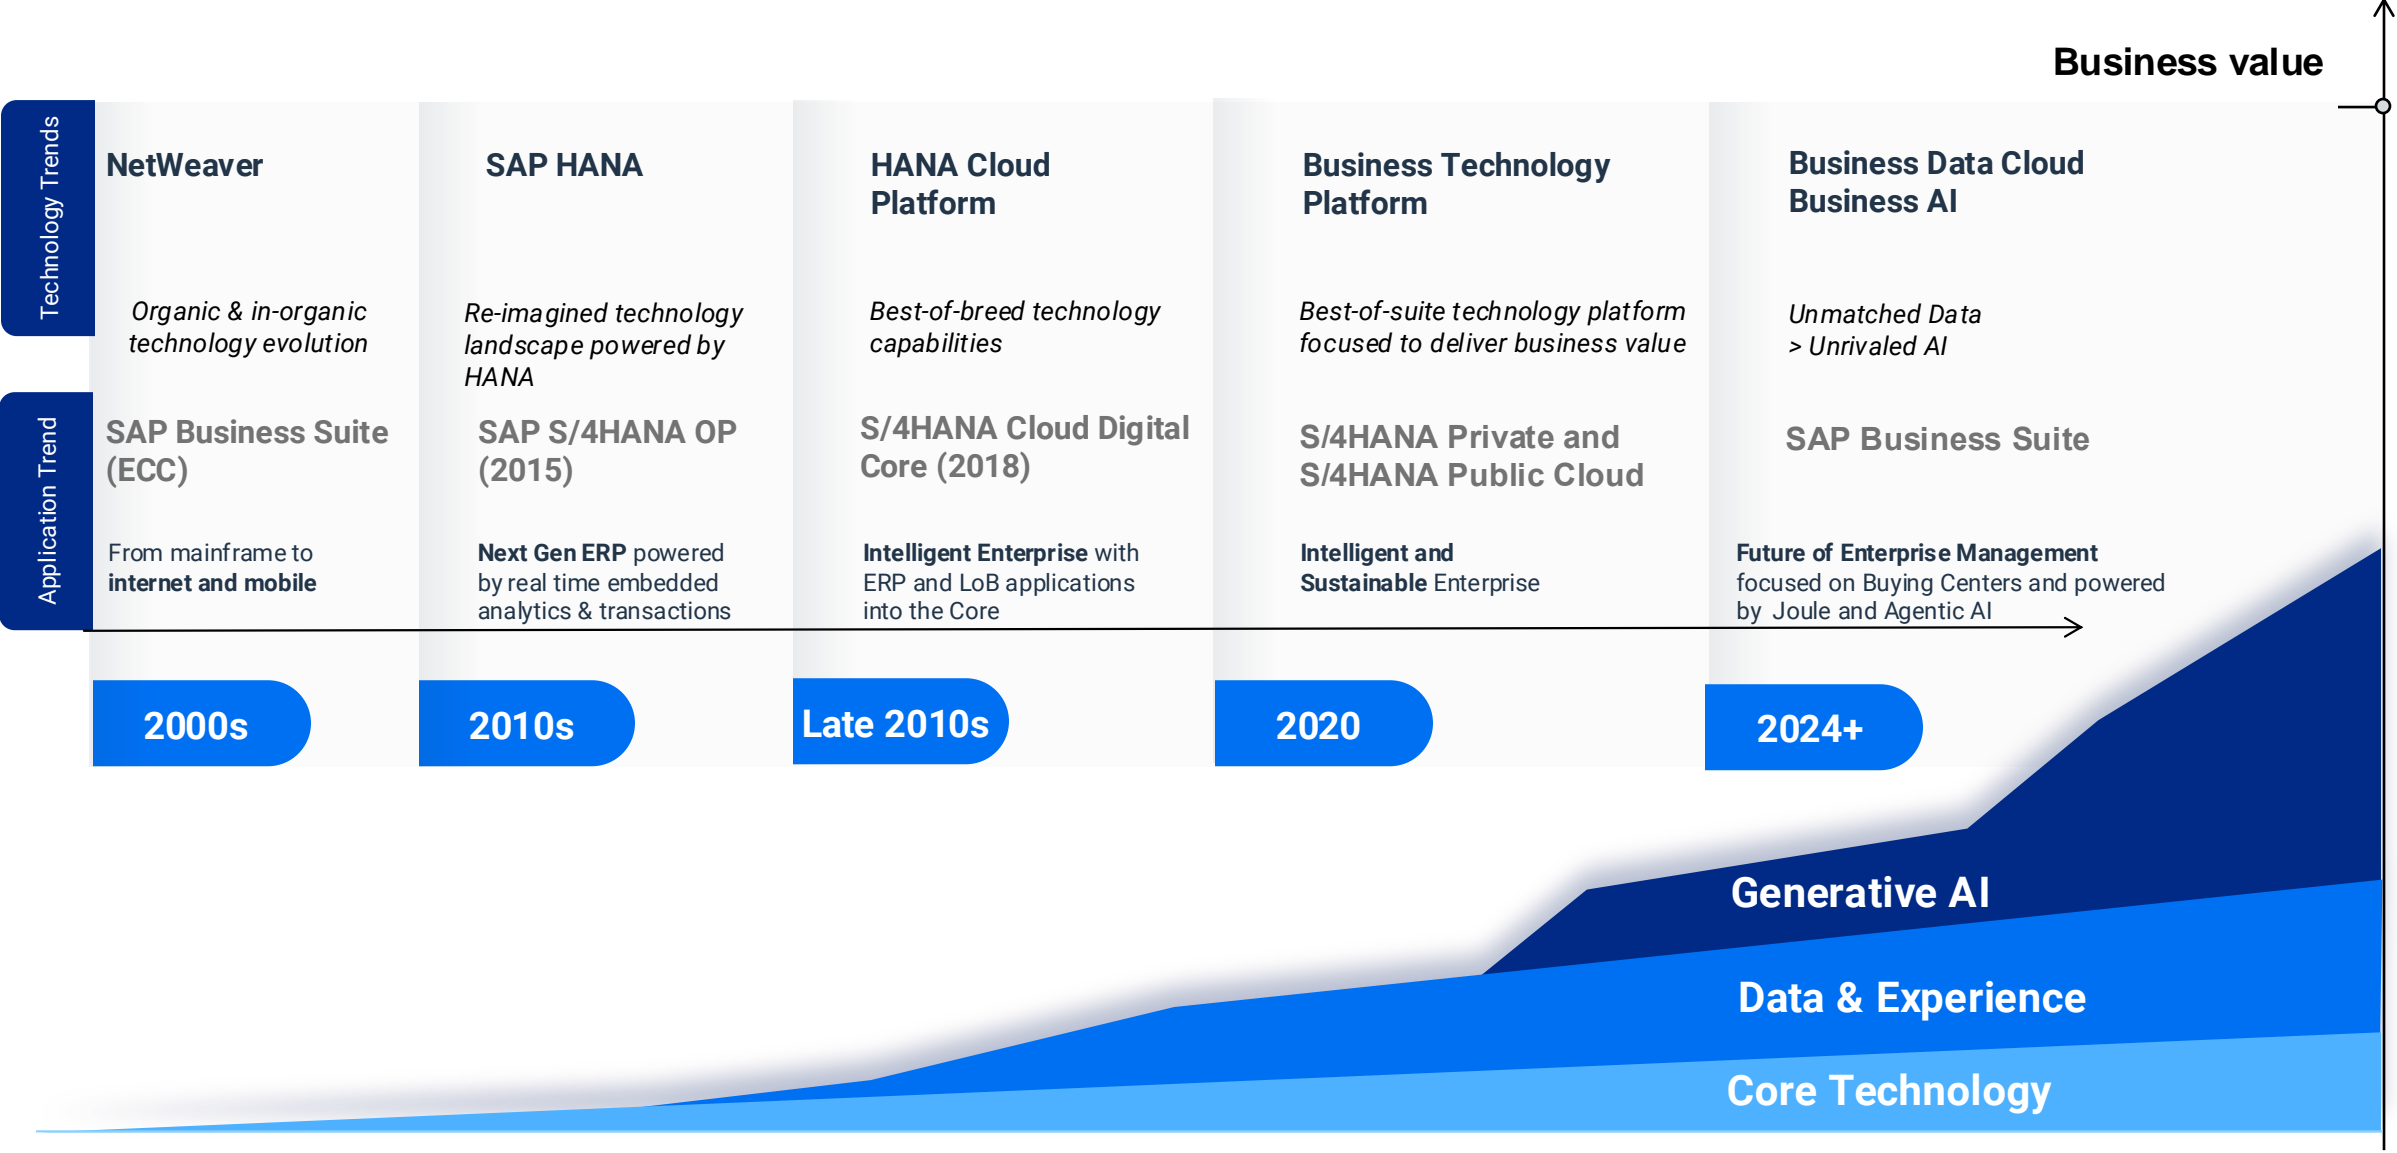 Business value
Technology Trends
NetWeaver
Organic & in-organic
technology evolution
SAP HANA
Re-imagined technology
landscape powered by
HANA
HANA Cloud
Platform
Best-of-breed technology
capabilities
Business Technology
Platform
Best-of-suite technology platform
focused to deliver business value
Business Data Cloud
Business AI
Unmatched Data
> Unrivaled AI
Application Trend
SAP Business Suite
(ECC)
From mainframe to
internet and mobile
SAP S/4HANA OP
(2015)
Next Gen ERP powered
by real time embedded
analytics & transactions
S/4HANA Cloud Digital
Core (2018)
Intelligent Enterprise with
ERP and LoB applications
into the Core
S/4HANA Private and
S/4HANA Public Cloud
Intelligent and
Sustainable Enterprise
SAP Business Suite
Future of Enterprise Management
focused on Buying Centers and powered
by Joule and Agentic AI
2000s
2010s
Late 2010s
2020
2024+
Generative AI
Data & Experience
Core Technology